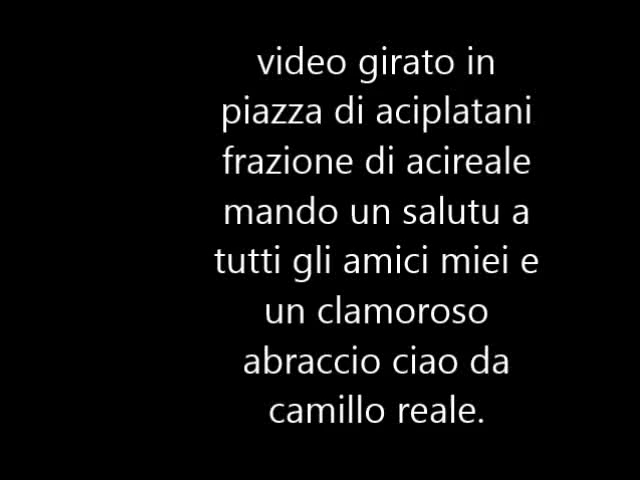 video girato in
piazza di aciplatani
frazione di acireale
mando un salutu a
tutti gli amici miei e
un clamoroso
abraccio ciao da
camillo reale.